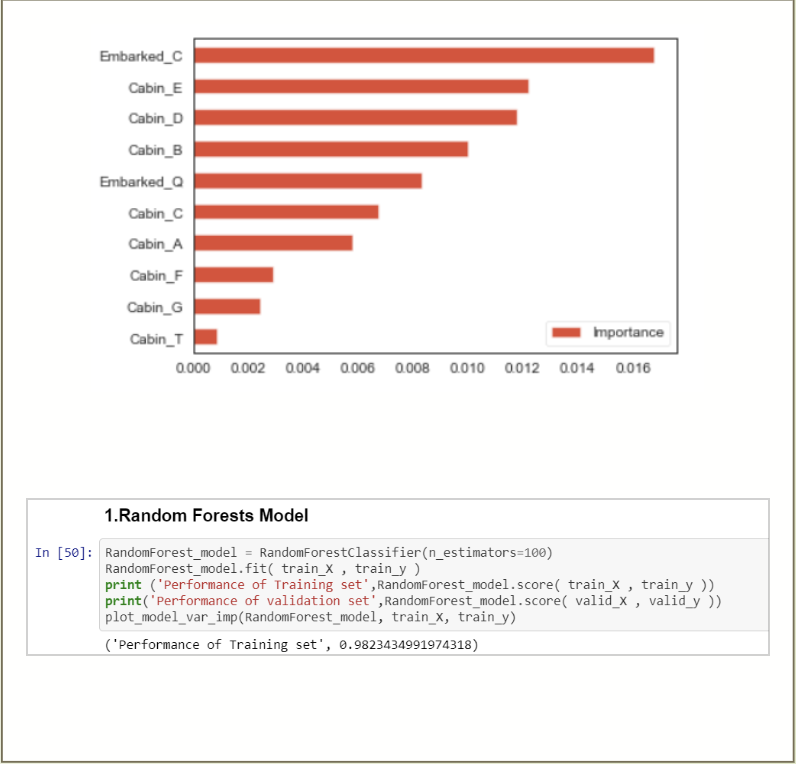 Embarked_C
Cabin_E
Cabin_D
Cabin_B
Embarked_Q
Cabin_C
Cabin_A
Cabin_F
Cabin_G
Cabin_T
Importance
0.000 0.002 0.004 0.006 0.008 0.010 0.012 0.014 0.016
1.Random Forests Model
In [50]: RandomForest_model = RandomForestClassifier(n_estimators=100)
RandomForest_model.fit( train_X , train_y )
print ('Performance of Training set',RandomForest_model.score( train_X , train_y ))
print('Performance of validation set',RandomForest_model.score( valid_X , valid_y ))
plot_model_var_imp(RandomForest_model, train_X, train_y)
('Performance of Training set', 0.9823434991974318)